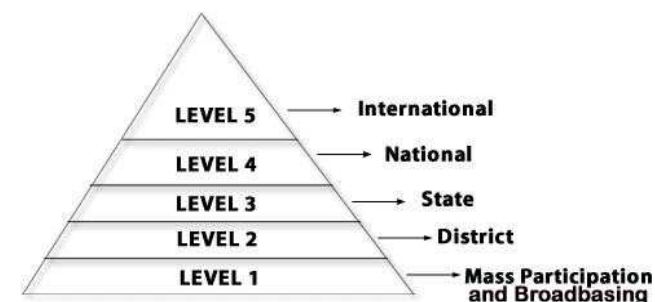 LEVEL 5 International
LEVEL 4 National
LEVEL 3 State
LEVEL 2 District
LEVEL 1 Mass Participation
and Broadbasing